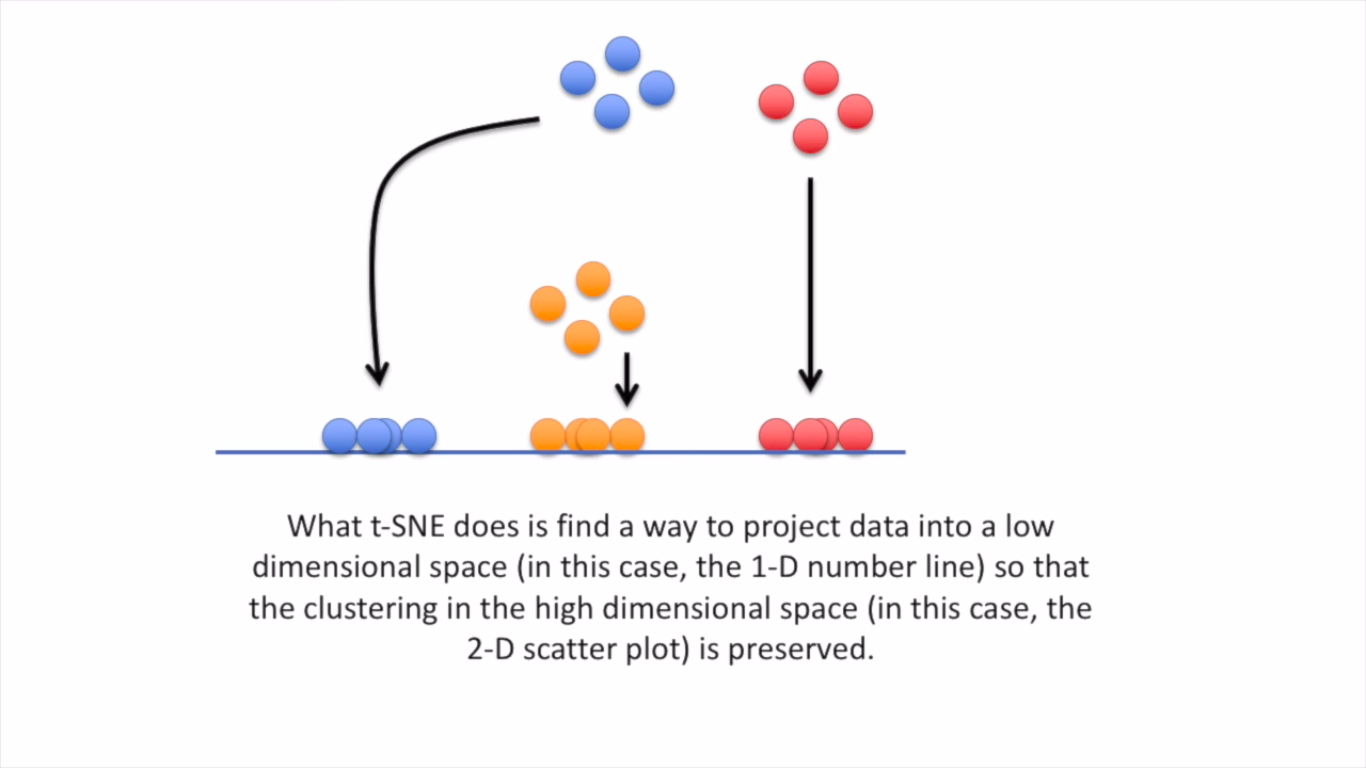 What t-SNE does is find a way to project data into a low
dimensional space (in this case, the 1-D number line) so that
the clustering in the high dimensional space (in this case, the
2-D scatter plot) is preserved.